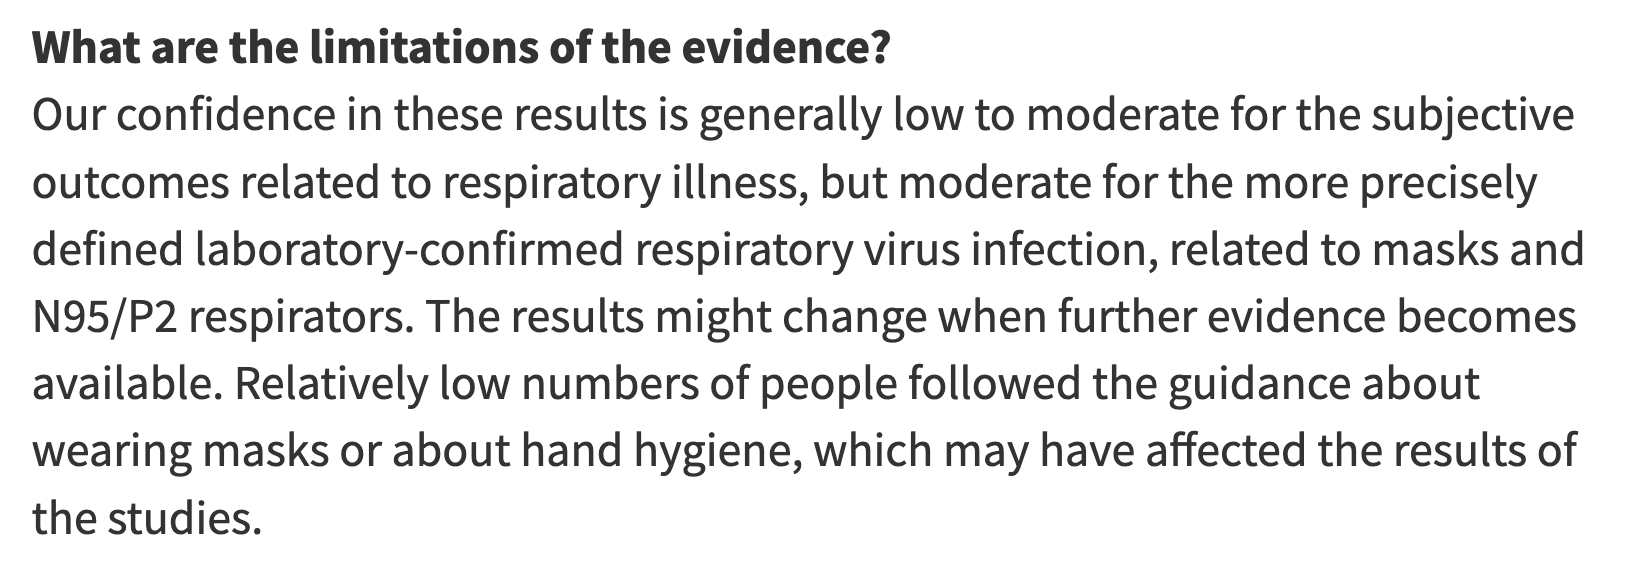 What are the limitations of the evidence?
Our confidence in these results is generally low to moderate for the subjective
outcomes related to respiratory illness, but moderate for the more precisely
defined laboratory-confirmed respiratory virus infection, related to masks and
N95/P2 respirators. The results might change when further evidence becomes
available. Relatively low numbers of people followed the guidance about
wearing masks or about hand hygiene, which may have affected the results of
the studies.